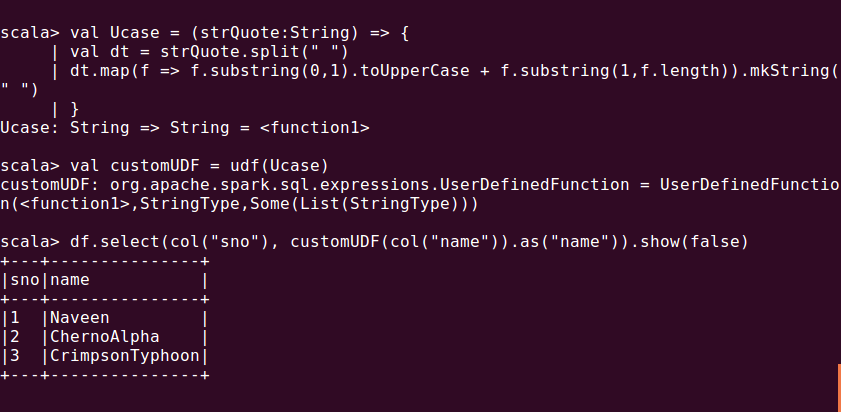 scala> val Ucase = (strQuote:String) => {
     | val dt = strQuote.split(" ")
     | dt.map(f => f.substring(0,1).toUpperCase + f.substring(1,f.length)).mkString(
" ")
     | }
Ucase: String => String = <function1>
scala> val customUDF = udf(Ucase)
customUDF: org.apache.spark.sql.expressions.UserDefinedFunction = UserDefinedFunctio
n(<function1>,StringType,Some(List(StringType)))
scala> df.select(col("sno"), customUDF(col("name")).as("name")).show(false)
+---+---------------+
|sno|name           |
+---+---------------+
|1  |Naveen         |
|2  |ChernoAlpha    |
|3  |CrimpsonTyphoon|
+---+---------------+